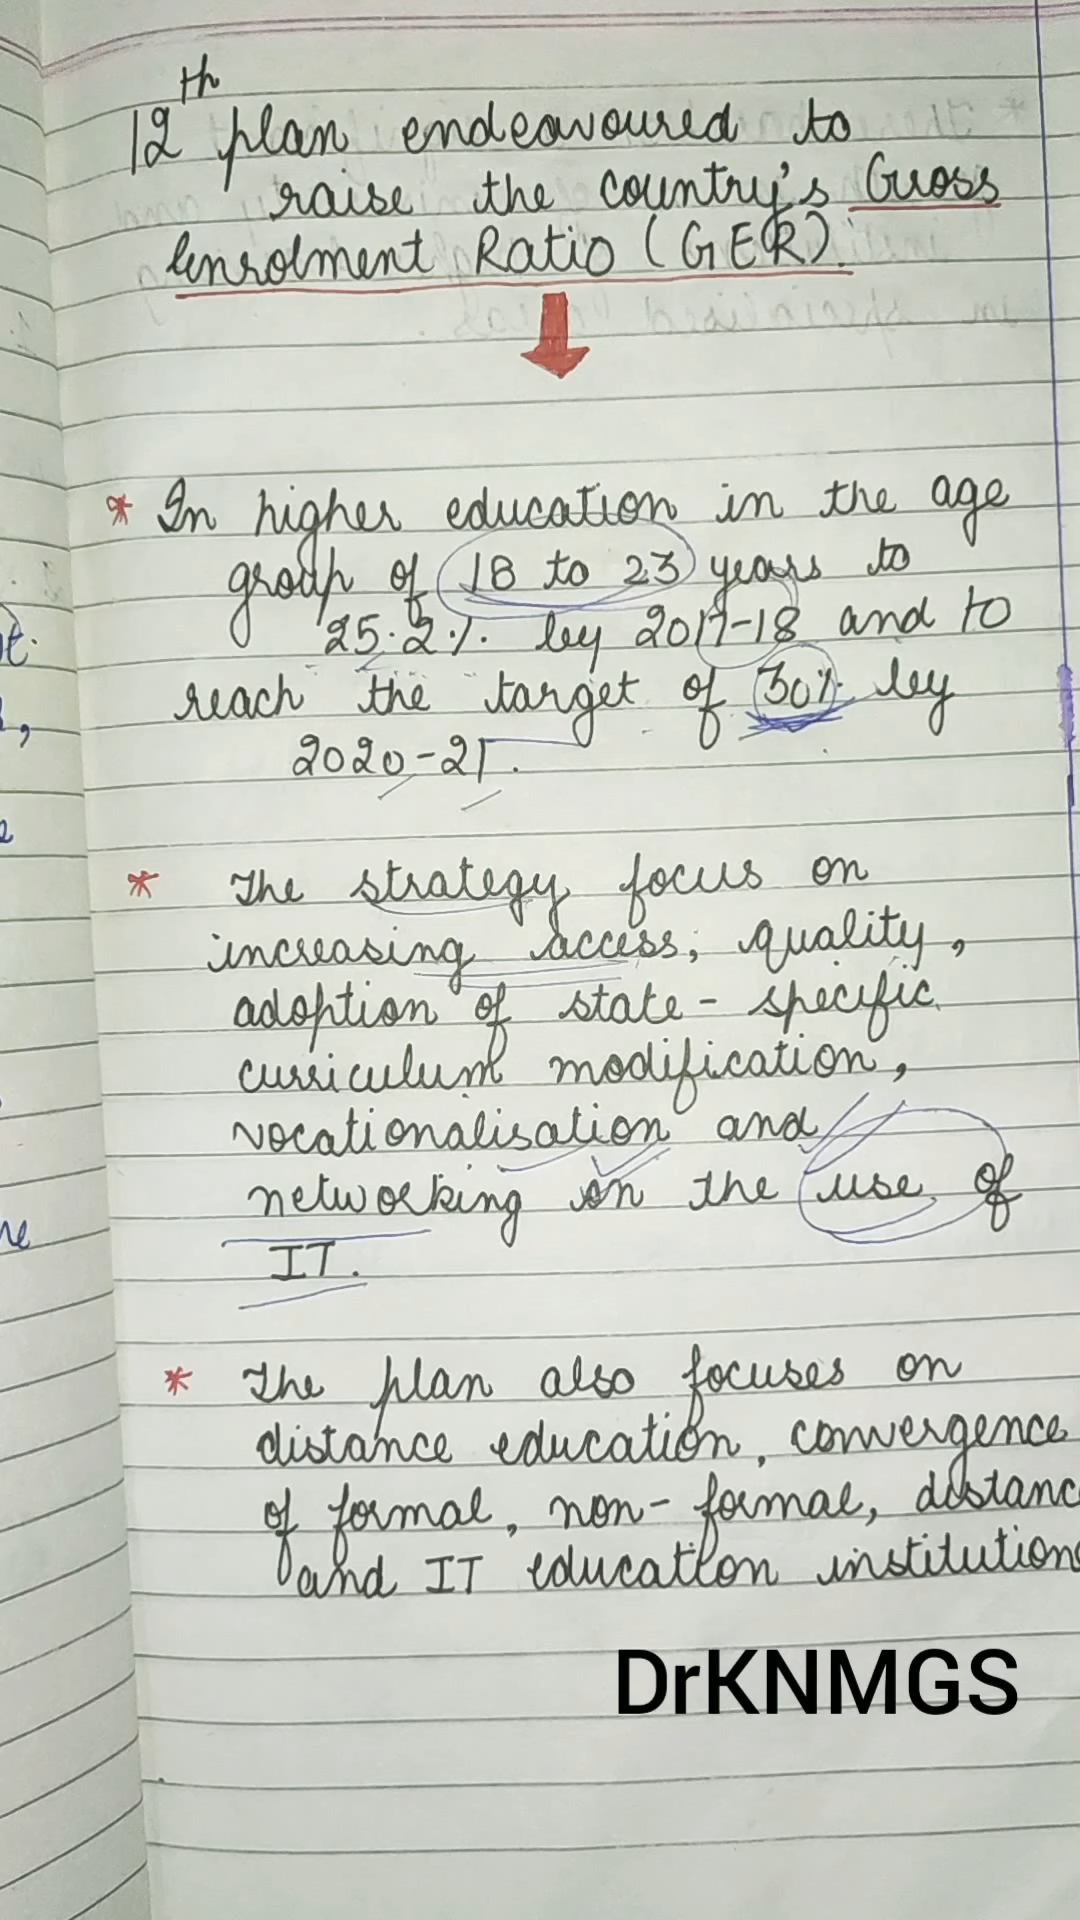 12th plan endeavoured to
raise the country's Gross
Enrolment Ratio (GER).
* In higher education in the age
group of 18 to 23 years to
25.2%. by 2017-18 and to
reach the target of 30% by
2020-21.
* The strategy focus on
increasing access, quality,
adoption of state-specific
curriculum modification,
vocationalisation and
networking on the use of
IT.
* The plan also focuses on
distance education, convergence
of formal, non-formal, distanc
and IT education institution
DrKNMGS